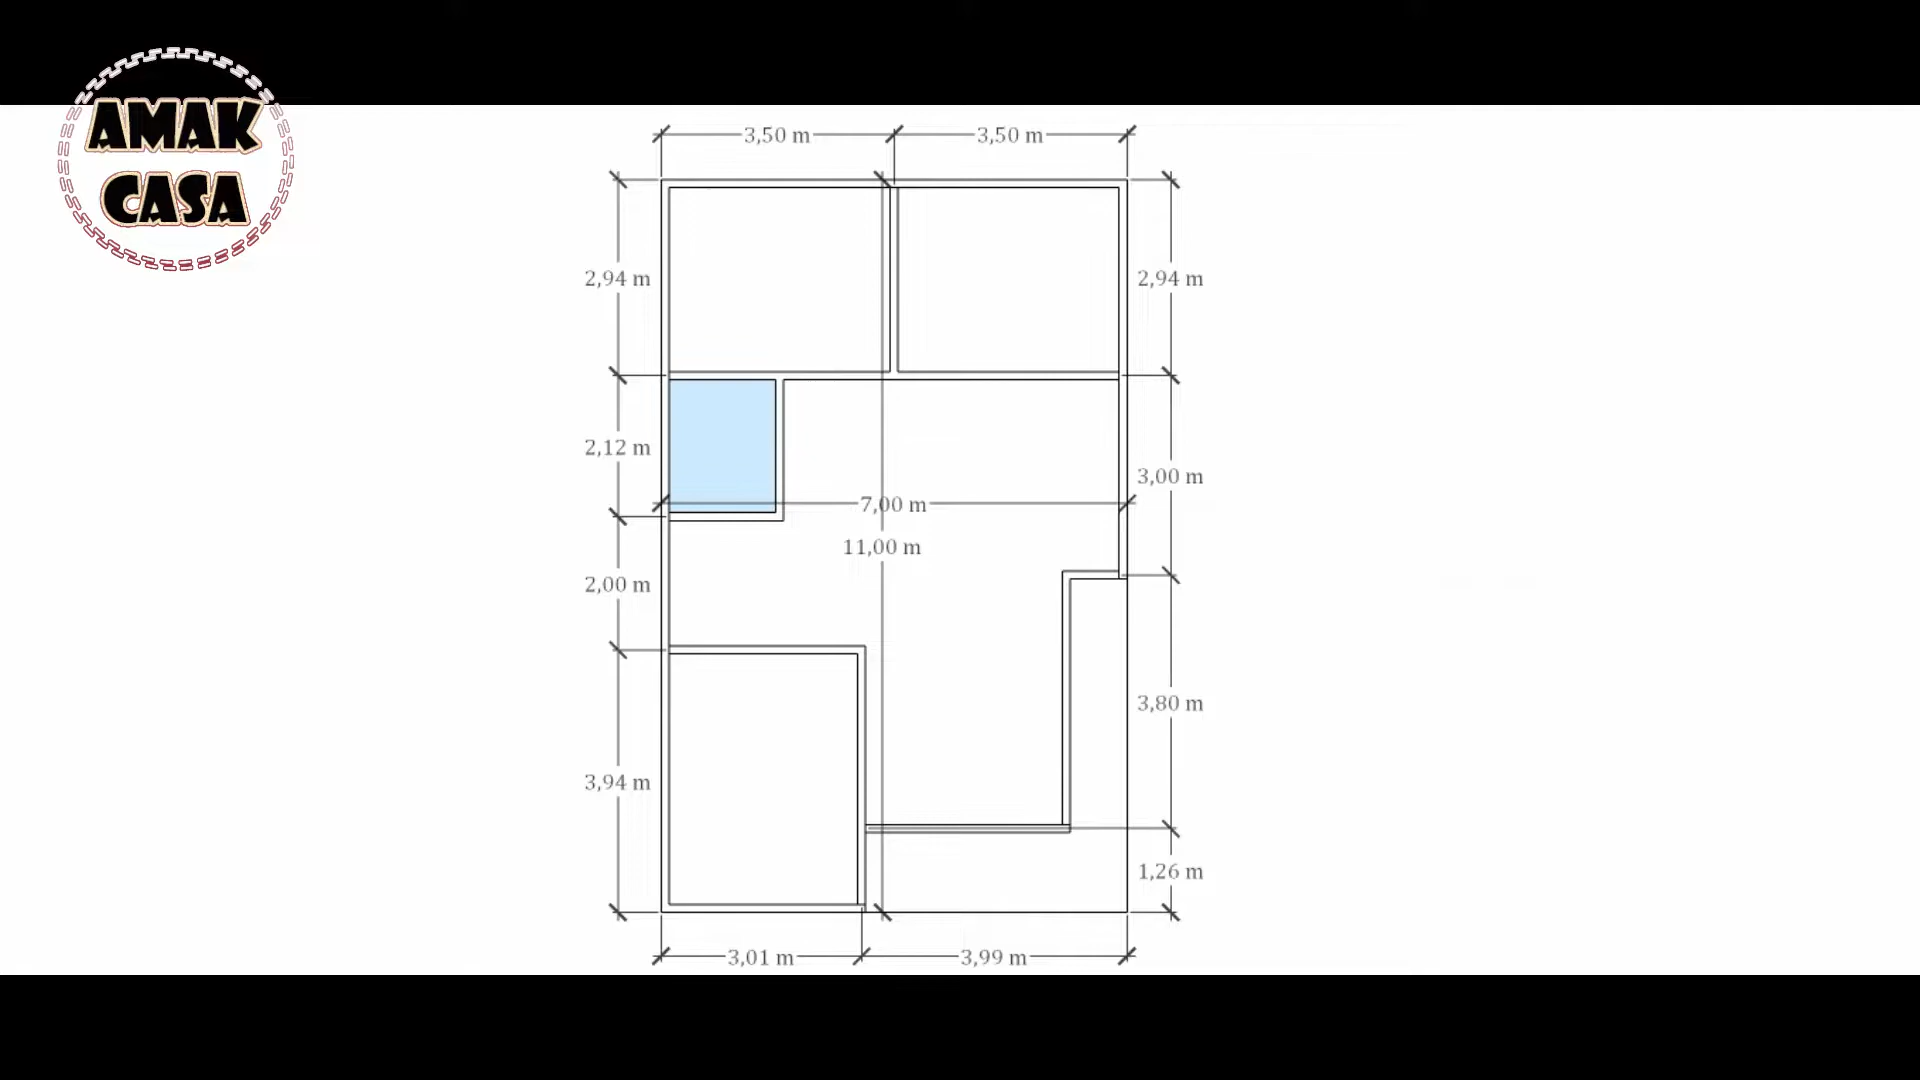 AMAK
CASA
3,50 m
3,50 m
2,94 m
2,94 m
2,12 m
3,00 m
7,00 m
11,00 m
2,00 m
3,80 m
3,94 m
1,26 m
3,01 m
3,99 m